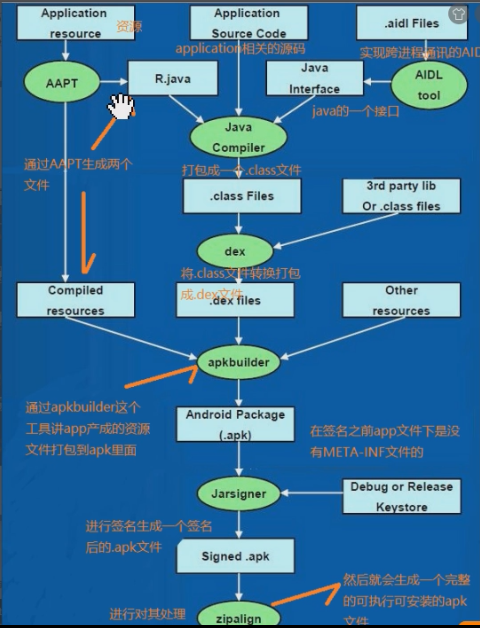 Application
resource
资源
Application
Source Code
application相关的源码
.aidl Files
实现跨进程通讯的AID
AAPT
R.java
Java
Interface
AIDL
tool
java的一个接口
Java
Compiler
通过AAPT生成两个
文件
打包成一个.class文件
.class Files
3rd party lib
Or .class files
dex
将.class文件转换打包
成.dex文件
.dex files
Compiled
resources
Other
resources
apkbuilder
通过apkbuilder这个
工具讲app产成的资源
文件打包到apk里面
Android Package
(.apk)
在签名之前app文件下是没
有META-INF文件的
Jarsigner
Debug or Release
Keystore
进行签名生成一个签名
后的.apk文件
Signed .apk
然后就会生成一个完整
的可执行可安装的apk
文件
进行对其处理
zipalign